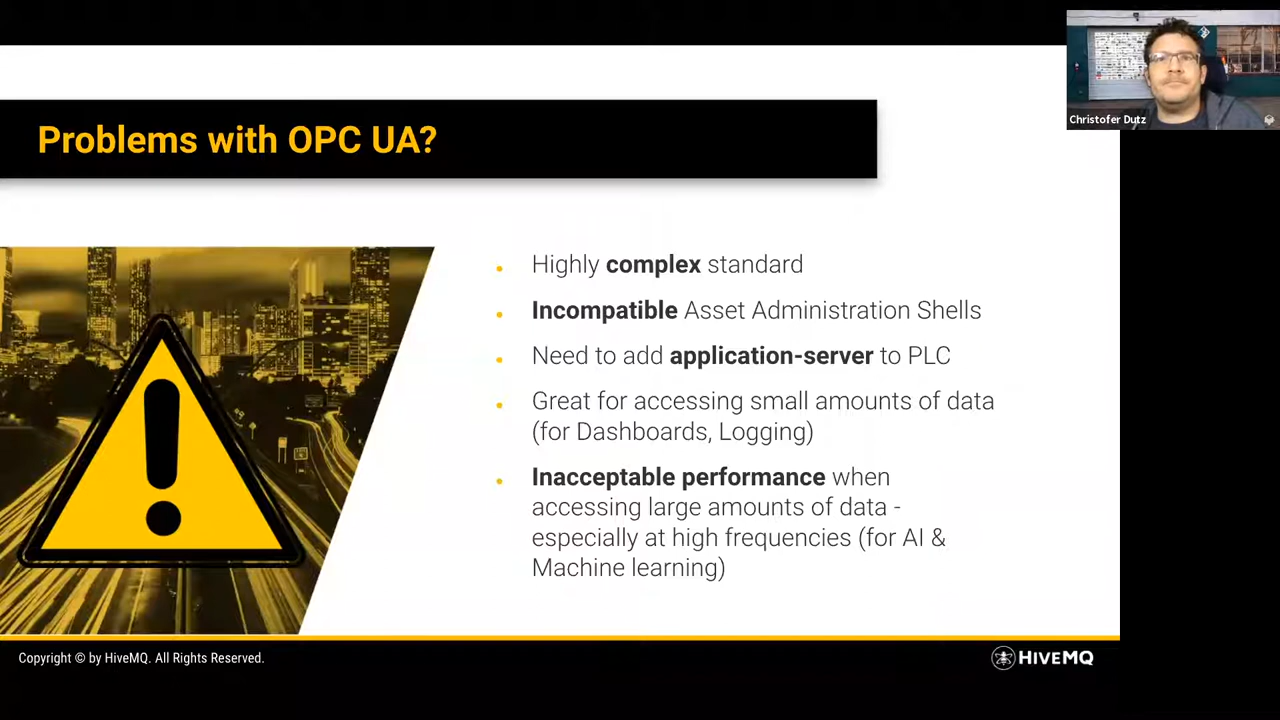 Christofer Dutz
Problems with OPC UA?
Highly complex standard
Incompatible Asset Administration Shells
Need to add application-server to PLC
Great for accessing small amounts of data
(for Dashboards, Logging)
Inacceptable performance when
accessing large amounts of data -
especially at high frequencies (for AI &
Machine learning)
Copyright © by HiveMQ. All Rights Reserved.
HIVEMQ